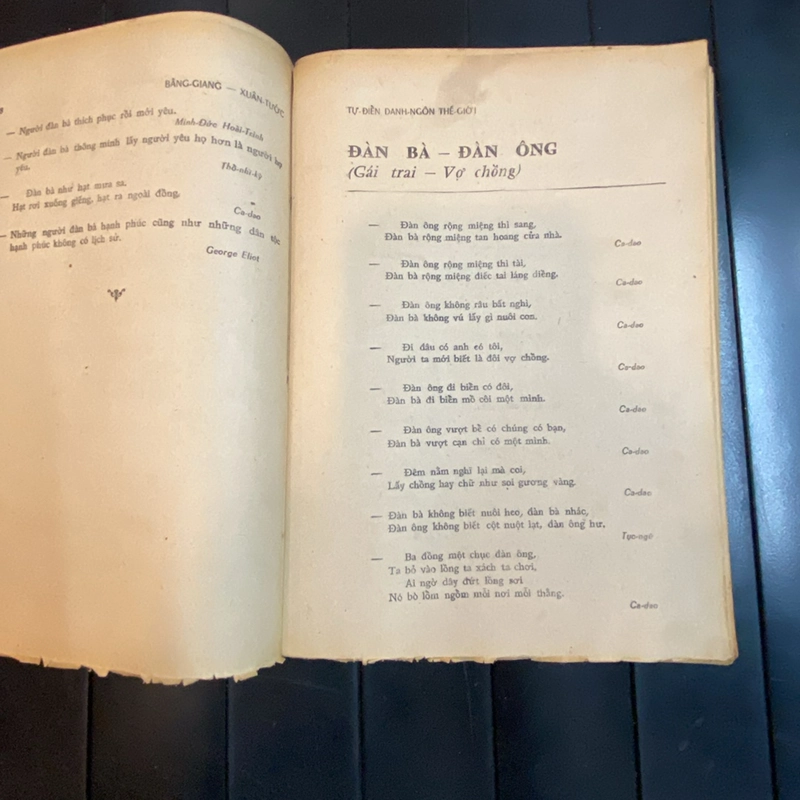 BĂNG-GIANG — XUÂN-TƯỚC
— Người đàn bà thích phục rồi mới yêu.
Minh-Đức Hoài-Trinh
— Người đàn bà thông minh lấy người yêu họ hơn là người họ
yêu.
Thổ-nhĩ-kỳ
— Đàn bà như hạt mưa sa.
Hạt rơi xuống giếng, hạt ra ngoài đồng.
Ca-dao
— Những người đàn bà hạnh phúc cũng như những dân tộc
hạnh phúc không có lịch sử.
George Eliot
TỰ-ĐIỂN DANH-NGÔN THẾ-GIỚI
ĐÀN BÀ — ĐÀN ÔNG
(Gái trai — Vợ chồng)
— Đàn ông rộng miệng thì sang,
Đàn bà rộng miệng tan hoang cửa nhà.
Ca-dao
— Đàn ông rộng miệng thì tài,
Đàn bà rộng miệng điếc tai láng diềng.
Ca-dao
— Đàn ông không râu bất nghì,
Đàn bà không vú lấy gì nuôi con.
Ca-dao
— Đi đâu có anh có tôi,
Người ta mới biết là đôi vợ chồng.
Ca-dao
— Đàn ông đi biển có đôi,
Đàn bà đi biển mồ côi một mình.
Ca-dao
— Đàn ông vượt bể có chúng có bạn,
Đàn bà vượt cạn chỉ có một mình.
Ca-dao
— Đêm nằm nghĩ lại mà coi,
Lấy chồng hay chữ như soi gương vàng.
Ca-dao
— Đàn bà không biết nuôi heo, đàn bà nhác,
Đàn ông không biết cột nuột lạt, đàn ông hư.
Tục-ngữ
— Ba đồng một chục đàn ông,
Ta bỏ vào lồng ta xách ta chơi,
Ai ngờ dây đứt lồng sơi
Nó bò lồm ngồm mỗi nơi mỗi thằng.
Ca-dao